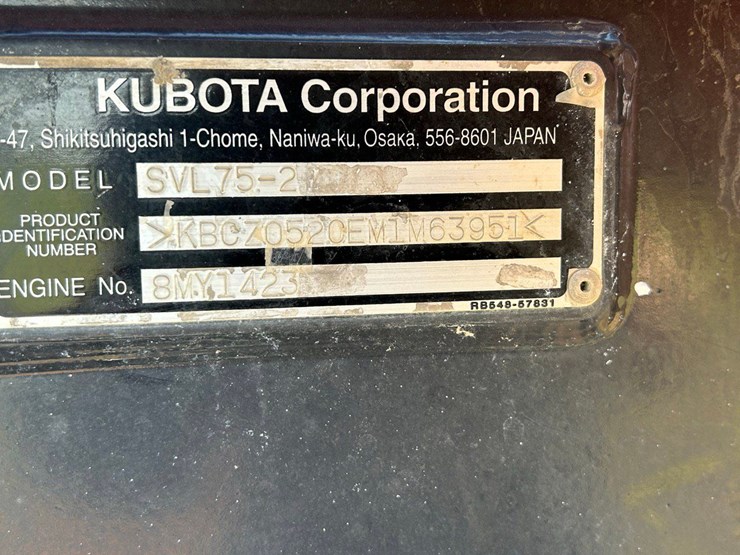 KUBOTA Corporation
-47, Shikitsuhigashi 1-Chome, Naniwa-ku, Osaka, 556-8601 JAPAN
MODEL SVL75-2
PRODUCT IDENTIFICATION NUMBER >KBCZ052CEM1M63951<
ENGINE No. 8MY1423
RB548-57831